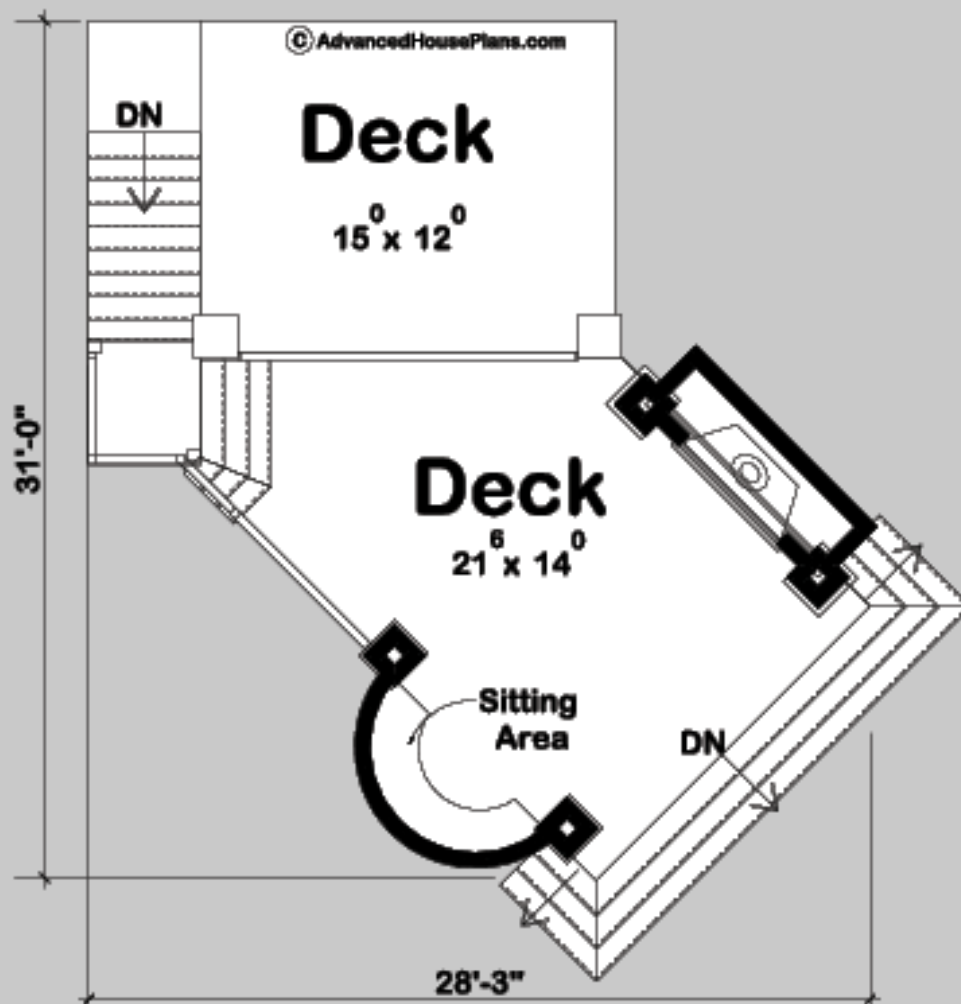 © AdvancedHousePlans.com
DN
Deck
15⁰ x 12⁰
31'-0"
Deck
21⁶ x 14⁰
Sitting
Area
DN
28'-3"